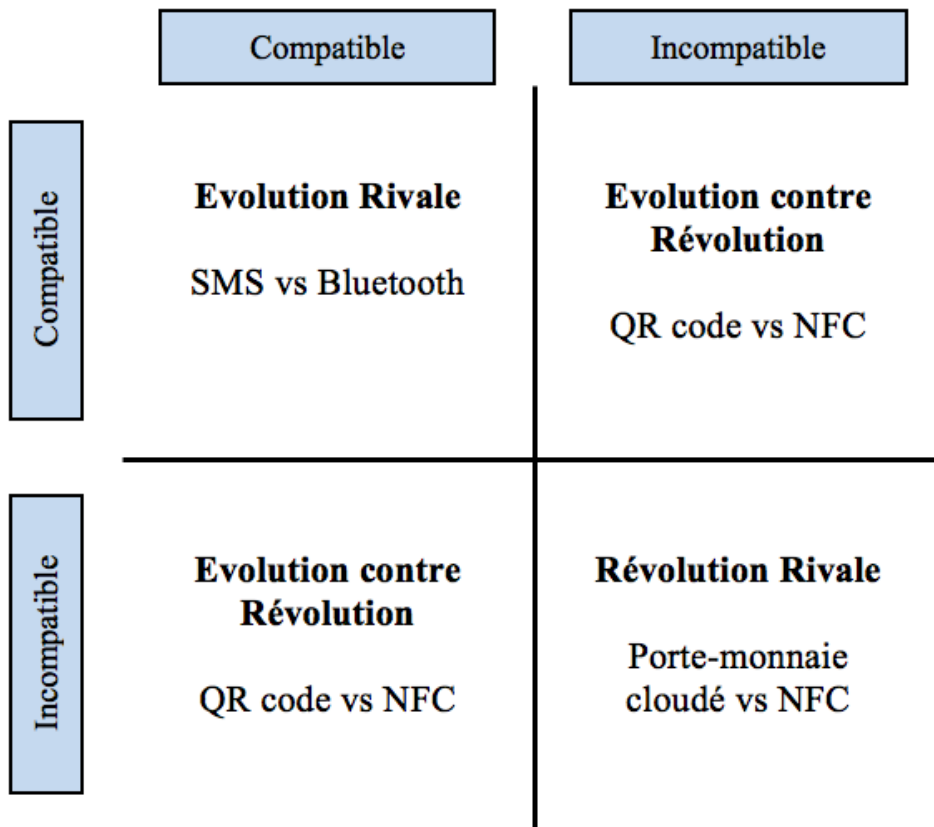 Compatible
Incompatible
Compatible
Evolution Rivale
SMS vs Bluetooth
Evolution contre
Révolution
QR code vs NFC
Incompatible
Evolution contre
Révolution
QR code vs NFC
Révolution Rivale
Porte-monnaie
cloudé vs NFC